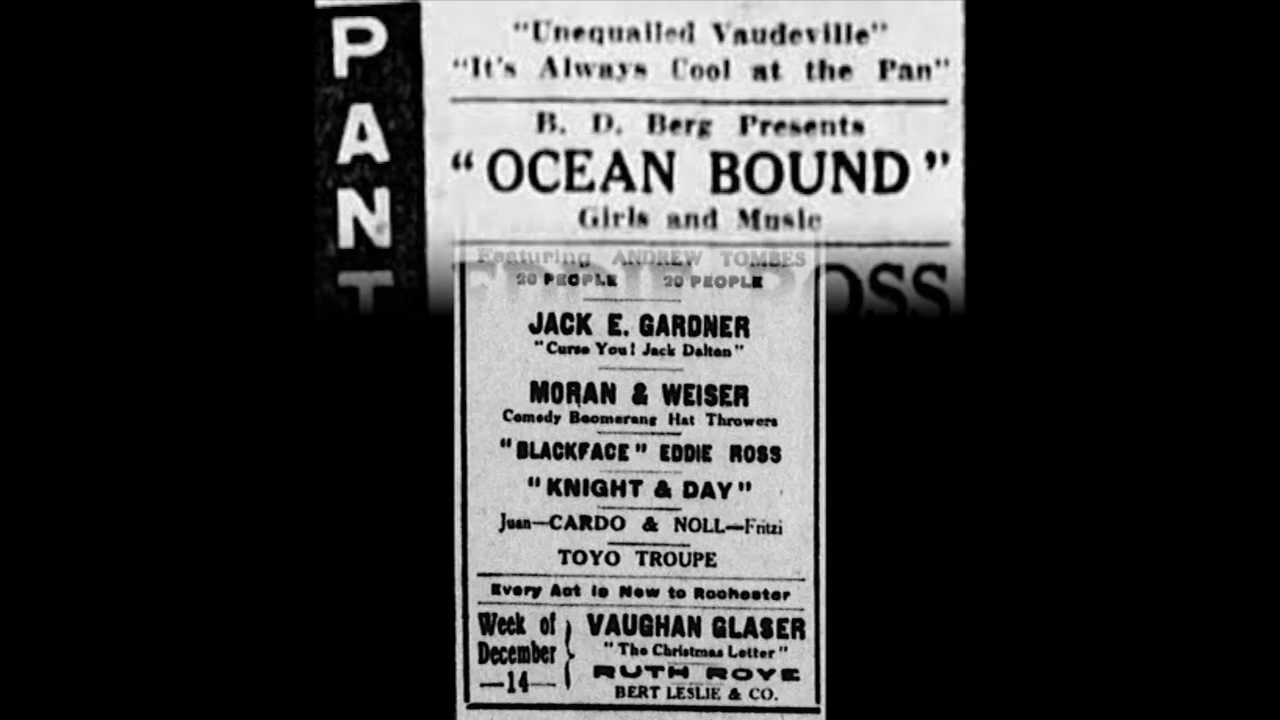 PANT
"Unequalled Vaudeville"
"It's Always Cool at the Pan"
B. D. Berg Presents
"OCEAN BOUND"
Girls and Music
EDDIE ROSS
Featuring ANDREW TOMBES
20 PEOPLE 20 PEOPLE
JACK E. GARDNER
"Curse You! Jack Dalton"
MORAN & WEISER
Comedy Boomerang Hat Throwers
"BLACKFACE" EDDIE ROSS
"KNIGHT & DAY"
Juan—CARDO & NOLL—Fritzi
TOYO TROUPE
Every Act is New to Rochester
Week of
December
—14—
VAUGHAN GLASER
"The Christmas Letter"
RUTH ROYE
BERT LESLIE & CO.